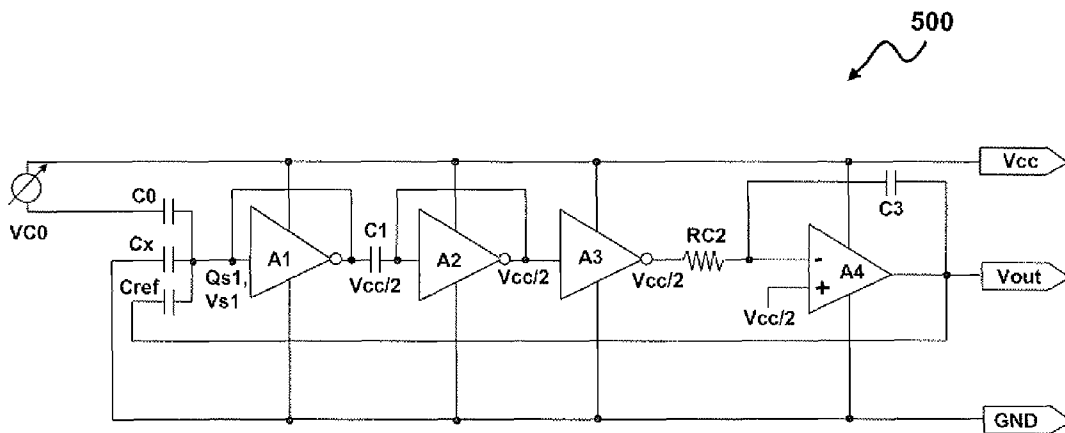 500
Vcc
C0
C3
VC0
C1
RC2
Cx
A1
A2
A3
-
A4
Vcc/2
Vcc/2
Vcc/2
Vout
Cref
Qs1,
Vs1
+
Vcc/2
GND